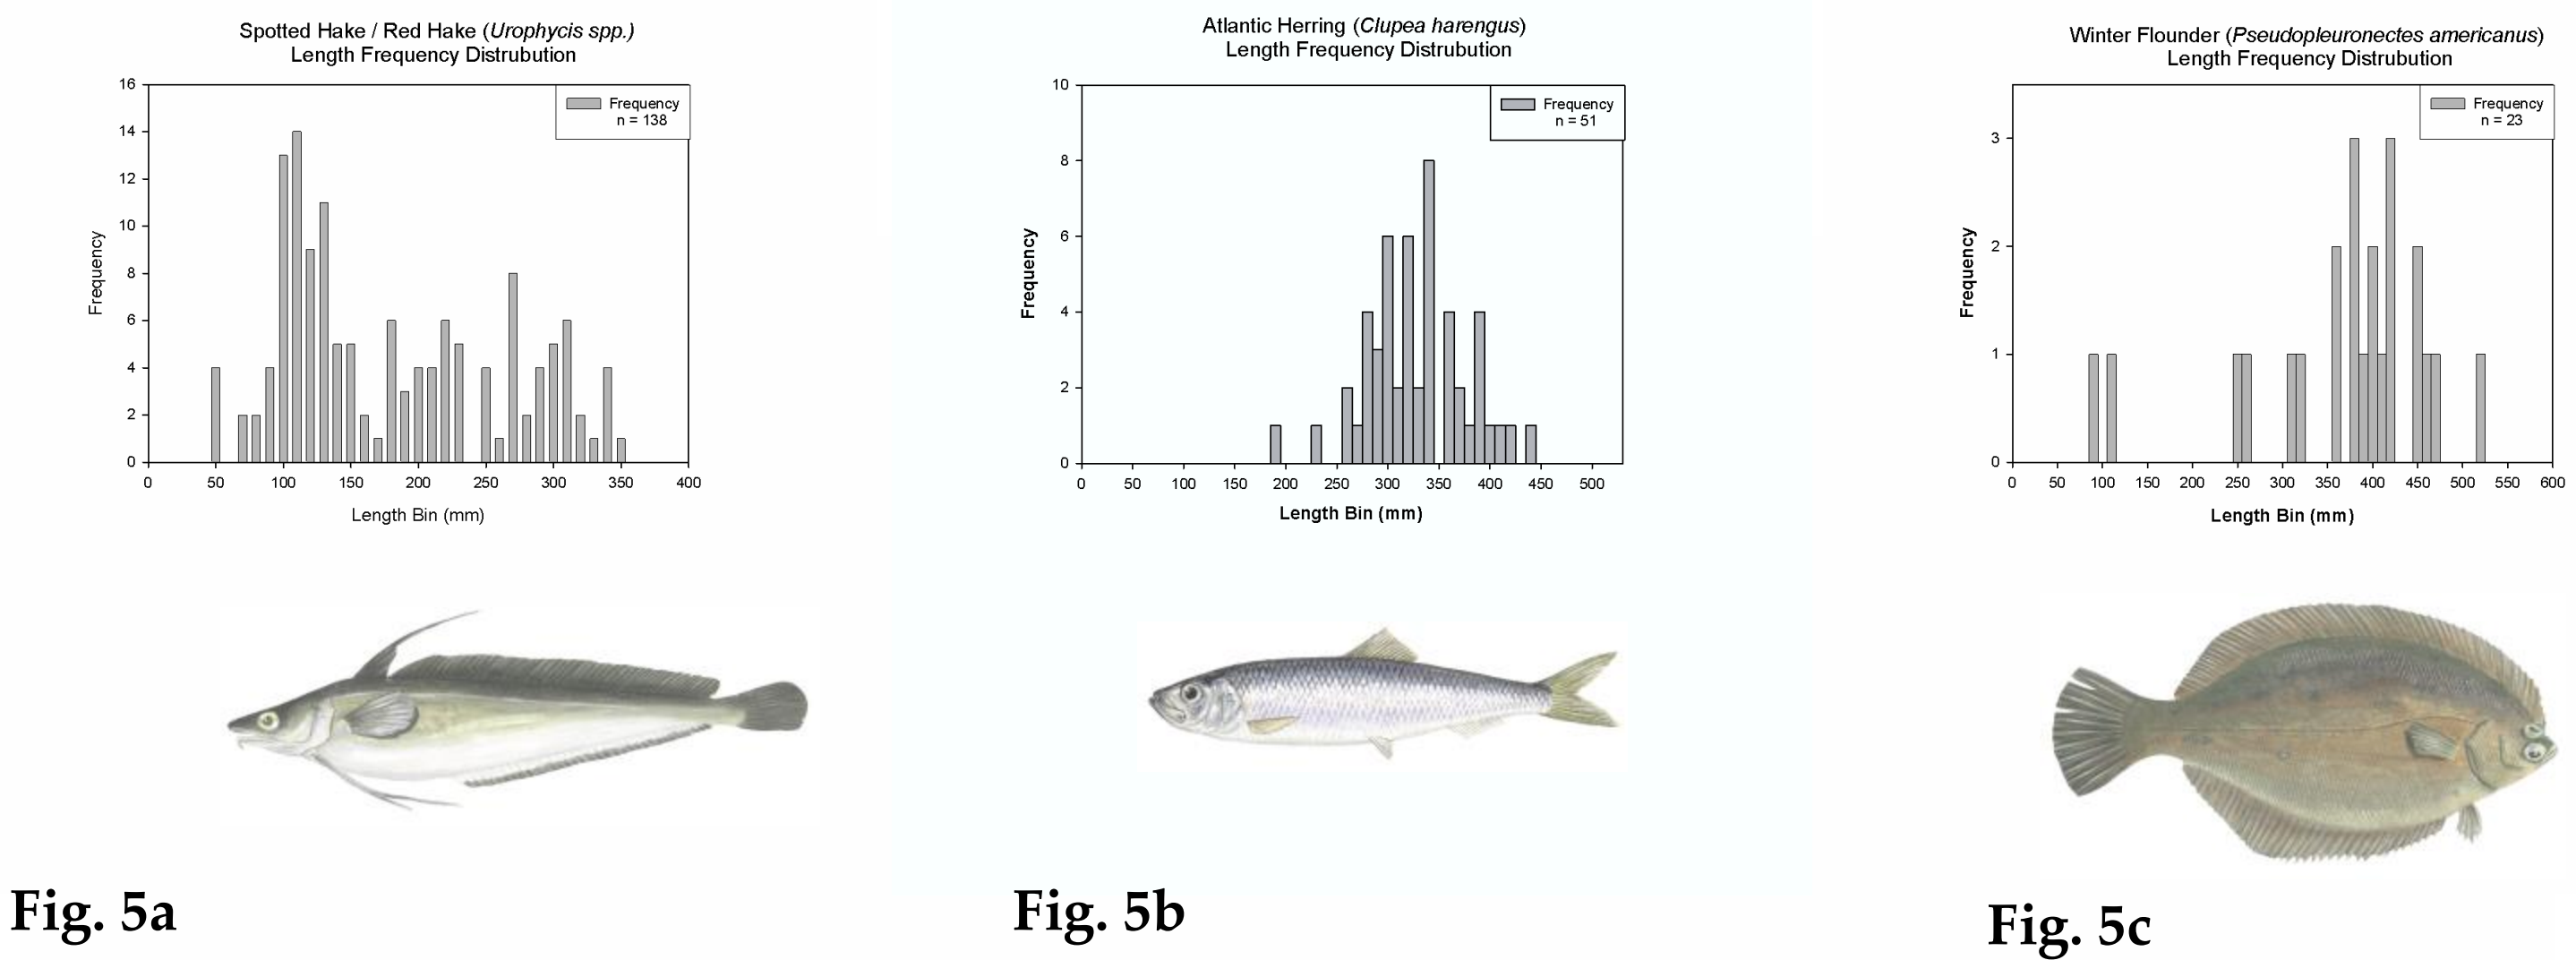 Spotted Hake / Red Hake (Urophycis spp.)
Length Frequency Distrubution
16
14
12
10
8
6
4
2
0
Frequency
Frequency
n = 138
0 50 100 150 200 250 300 350 400
Length Bin (mm)
Fig. 5a
Atlantic Herring (Clupea harengus)
Length Frequency Distrubution
10
8
6
4
2
0
Frequency
Frequency
n = 51
0 50 100 150 200 250 300 350 400 450 500
Length Bin (mm)
Fig. 5b
Winter Flounder (Pseudopleuronectes americanus)
Length Frequency Distrubution
3
2
1
0
Frequency
Frequency
n = 23
0 50 100 150 200 250 300 350 400 450 500 550 600
Length Bin (mm)
Fig. 5c